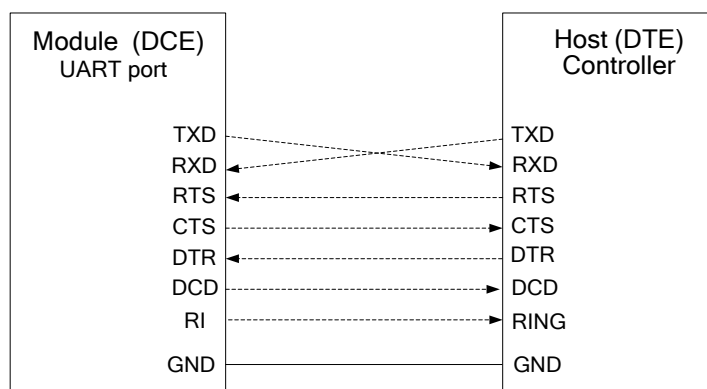 Module (DCE)
UART port
TXD
RXD
RTS
CTS
DTR
DCD
RI
GND
Host (DTE)
Controller
TXD
RXD
RTS
CTS
DTR
DCD
RING
GND